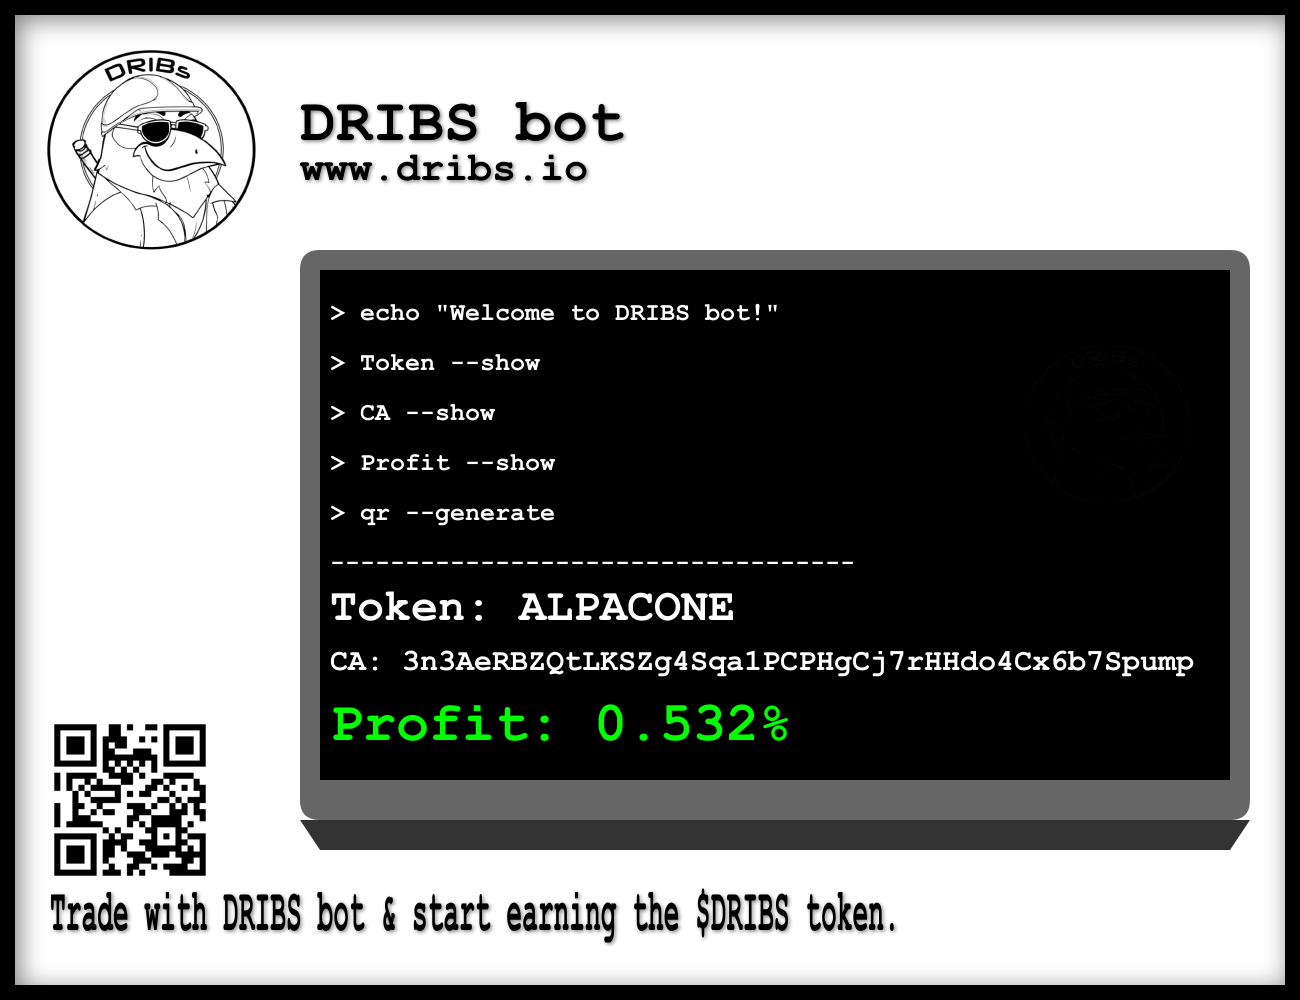 DRIBs
DRIBS bot
www.dribs.io
> echo "Welcome to DRIBS bot!"
> Token --show
> CA --show
> Profit --show
> qr --generate
-----------------------------------
Token: ALPACONE
CA: 3n3AeRBZQtLKSZg4Sqa1PCPHgCj7rHHdo4Cx6b7Spump
Profit: 0.532%
DRIBs
Trade with DRIBS bot & start earning the $DRIBS token.